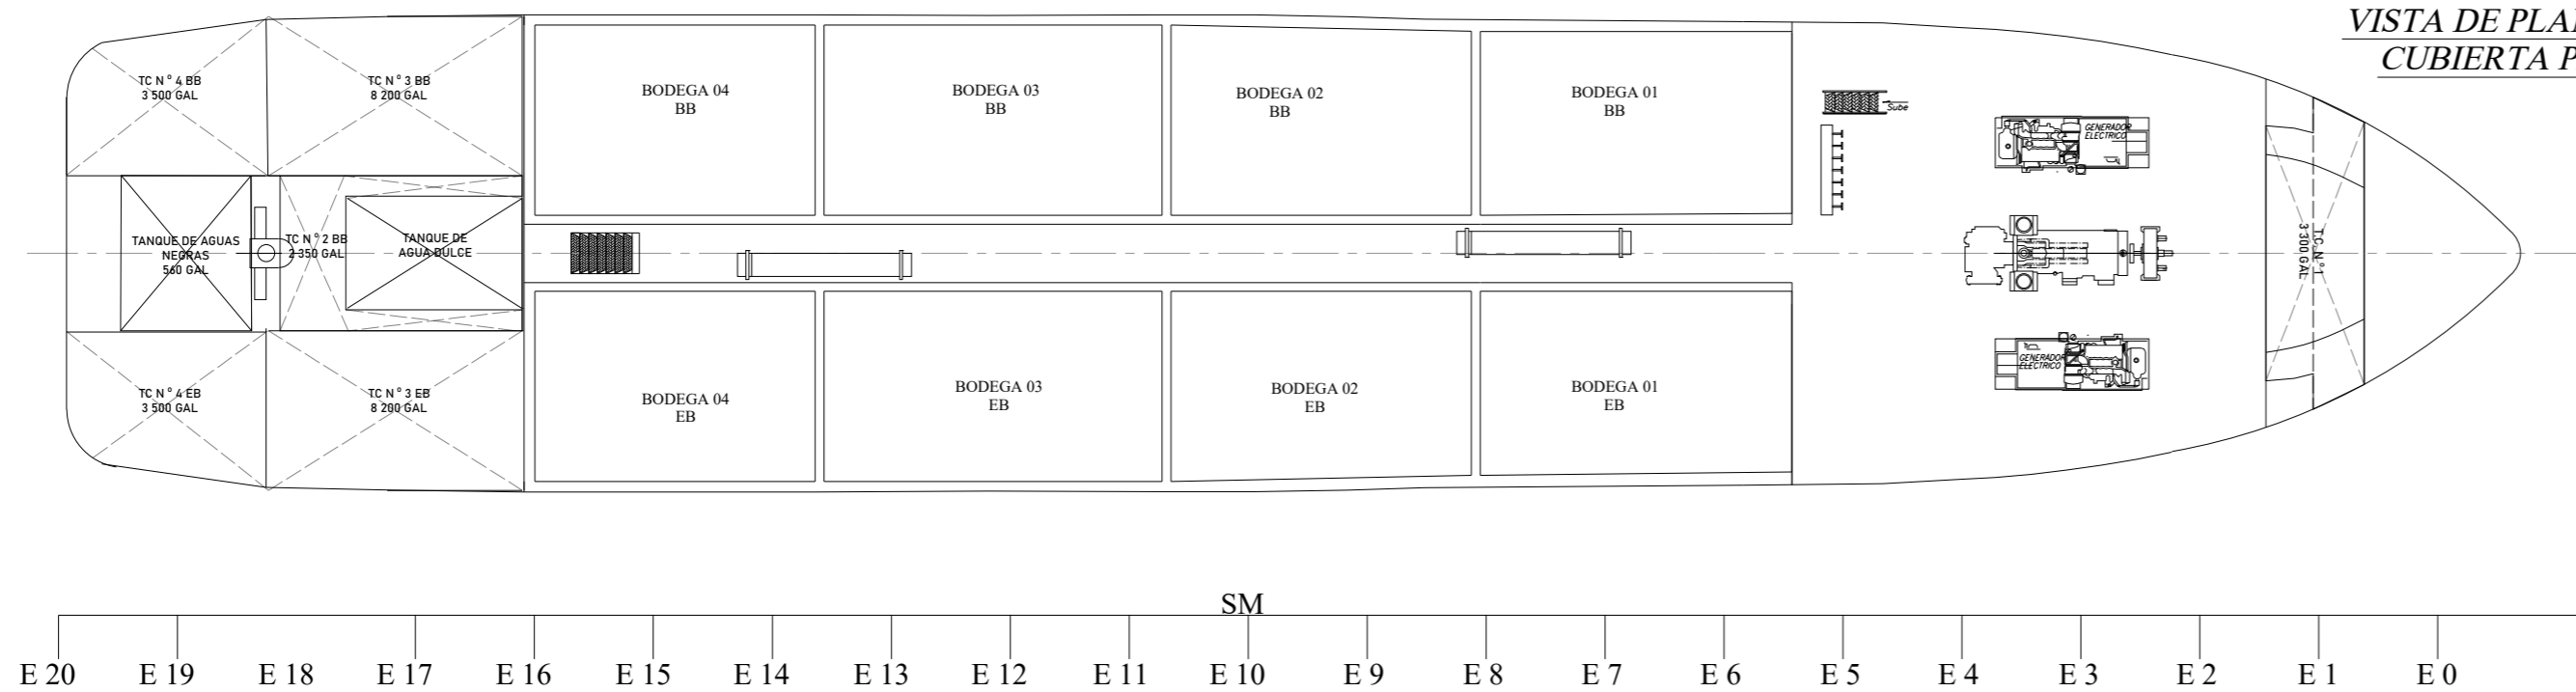 VISTA DE PLA
CUBIERTA P
TC N° 4 BB
3 500 GAL
TC N° 3 BB
8 200 GAL
BODEGA 04
BB
BODEGA 03
BB
BODEGA 02
BB
BODEGA 01
BB
Sube
GENERADOR
ELECTRICO
TANQUE DE AGUAS
NEGRAS
560 GAL
TC N° 2 BB
2 350 GAL
TANQUE DE
AGUA DULCE
TC N° 1
3 300 GAL
TC N° 4 EB
3 500 GAL
TC N° 3 EB
8 200 GAL
BODEGA 04
EB
BODEGA 03
EB
BODEGA 02
EB
BODEGA 01
EB
GENERADOR
ELECTRICO
SM
E 20 E 19 E 18 E 17 E 16 E 15 E 14 E 13 E 12 E 11 E 10 E 9 E 8 E 7 E 6 E 5 E 4 E 3 E 2 E 1 E 0